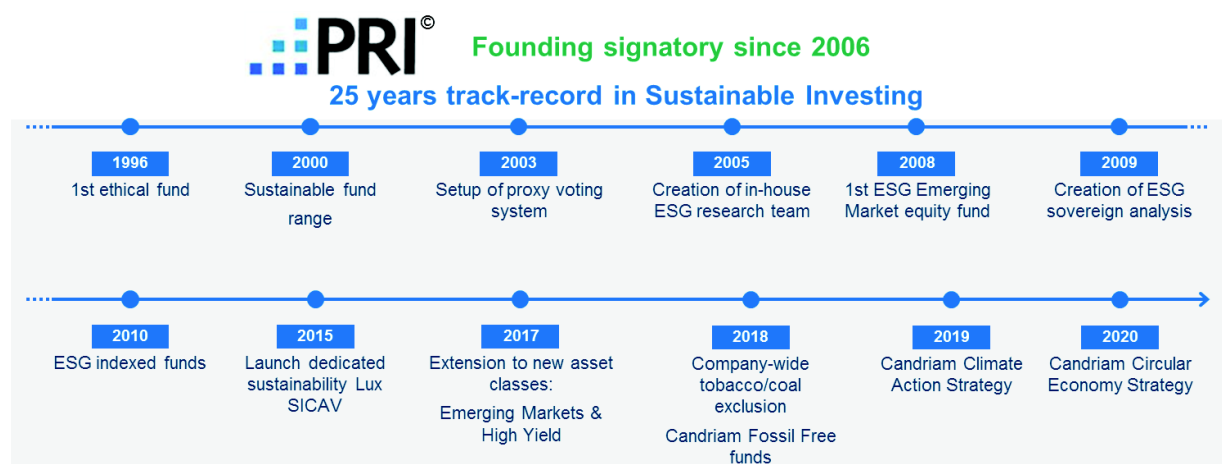 PRI©
Founding signatory since 2006
25 years track-record in Sustainable Investing
1996
1st ethical fund
2000
Sustainable fund
range
2003
Setup of proxy voting
system
2005
Creation of in-house
ESG research team
2008
1st ESG Emerging
Market equity fund
2009
Creation of ESG
sovereign analysis
2010
ESG indexed funds
2015
Launch dedicated
sustainability Lux
SICAV
2017
Extension to new asset
classes:
Emerging Markets &
High Yield
2018
Company-wide
tobacco/coal
exclusion
Candriam Fossil Free
funds
2019
Candriam Climate
Action Strategy
2020
Candriam Circular
Economy Strategy